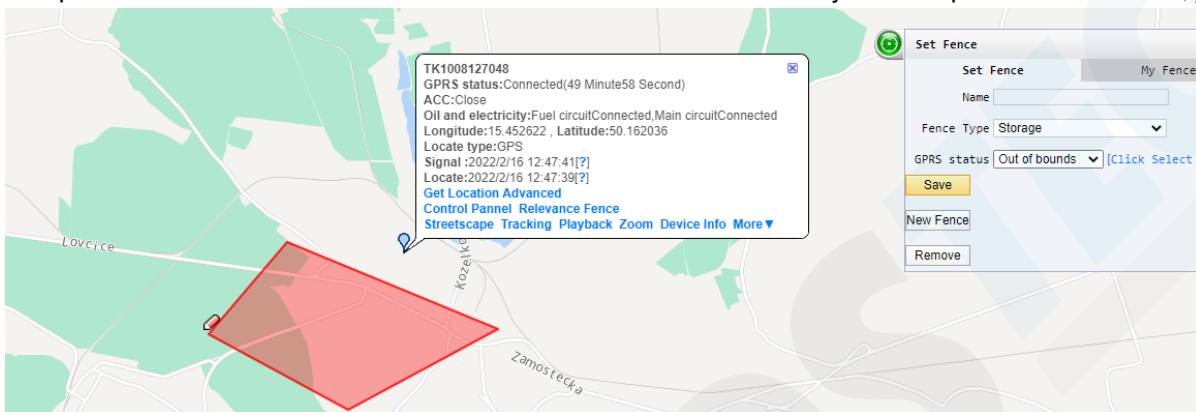 TK1008127048
GPRS status:Connected(49 Minute58 Second)
ACC:Close
Oil and electricity:Fuel circuitConnected,Main circuitConnected
Longitude:15.452622 , Latitude:50.162036
Locate type:GPS
Signal :2022/2/16 12:47:41[?]
Locate:2022/2/16 12:47:39[?]
Get Location Advanced
Control Pannel Relevance Fence
Streetscape Tracking Playback Zoom Device Info More▼
Lovcice
Kozelko
Zamostecka
Set Fence
Set Fence My Fence
Name
Fence Type Storage
GPRS status Out of bounds [Click Select
Save
New Fence
Remove